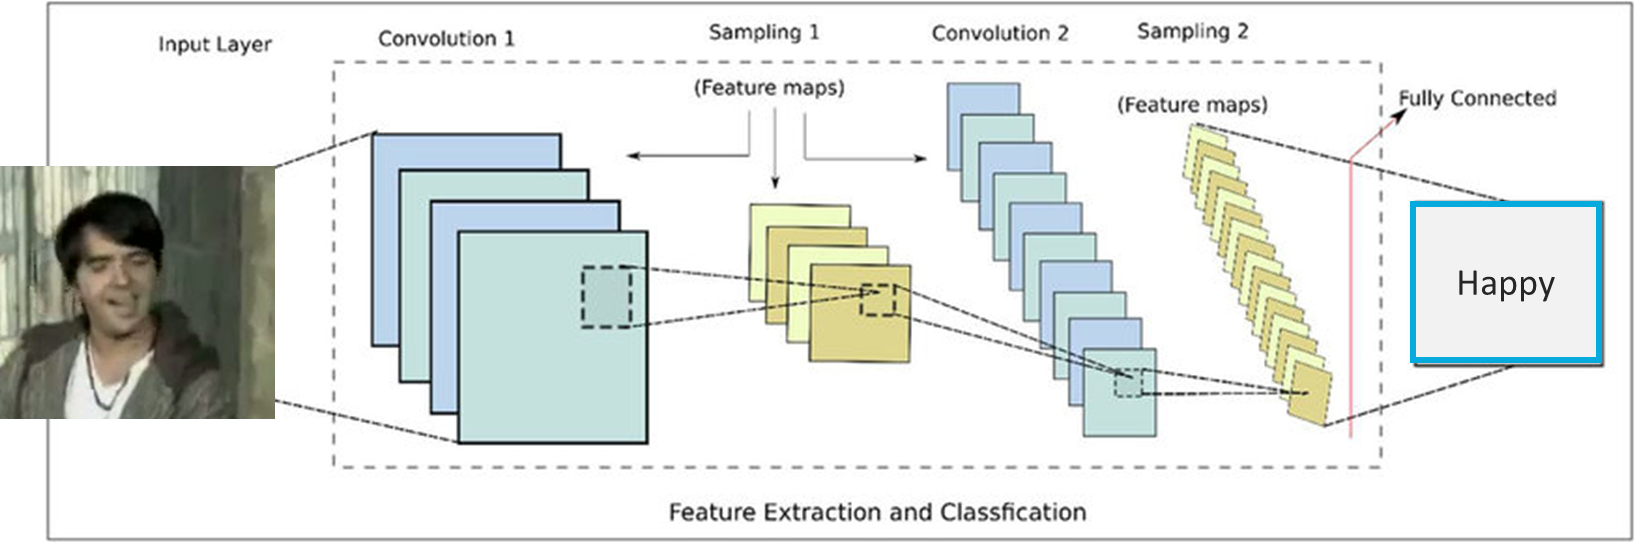 Input Layer
Convolution 1
Sampling 1
Convolution 2
Sampling 2
(Feature maps)
(Feature maps)
Fully Connected
Happy
Feature Extraction and Classfication